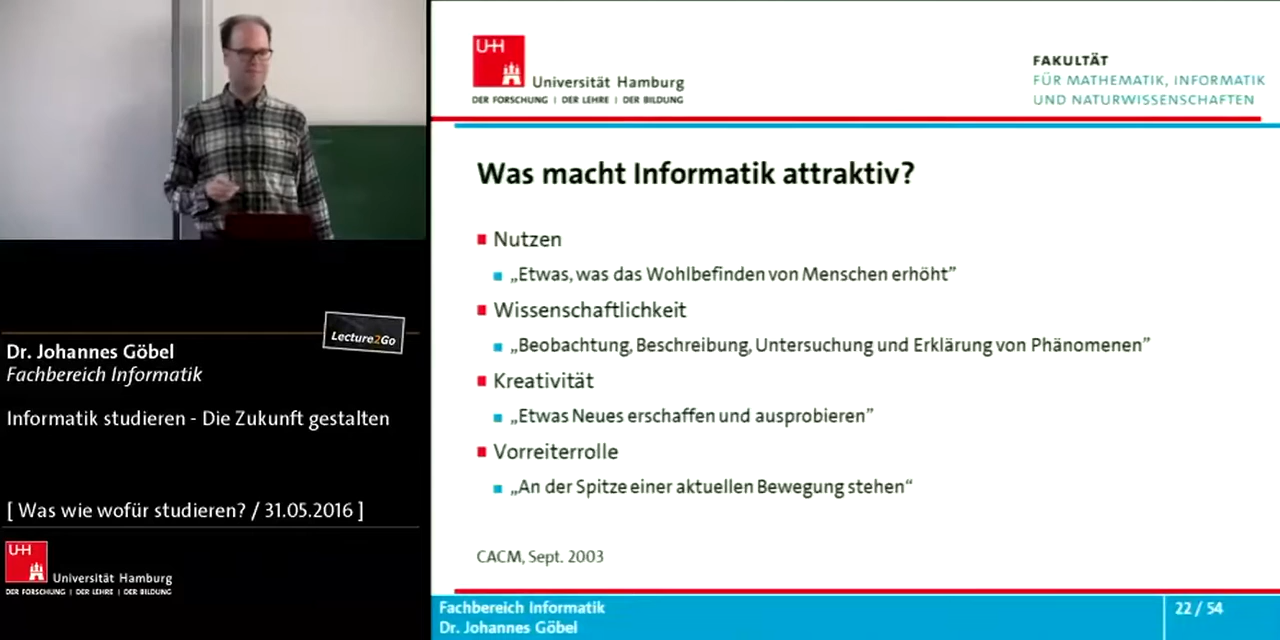 Lecture2Go
Dr. Johannes Göbel
Fachbereich Informatik
Informatik studieren - Die Zukunft gestalten
[ Was wie wofür studieren? / 31.05.2016 ]
UH
Universität Hamburg
DER FORSCHUNG | DER LEHRE | DER BILDUNG
UH
Universität Hamburg
DER FORSCHUNG | DER LEHRE | DER BILDUNG
FAKULTÄT
FÜR MATHEMATIK, INFORMATIK
UND NATURWISSENSCHAFTEN
Was macht Informatik attraktiv?
Nutzen
„Etwas, was das Wohlbefinden von Menschen erhöht”
Wissenschaftlichkeit
„Beobachtung, Beschreibung, Untersuchung und Erklärung von Phänomenen”
Kreativität
„Etwas Neues erschaffen und ausprobieren”
Vorreiterrolle
„An der Spitze einer aktuellen Bewegung stehen“
CACM, Sept. 2003
Fachbereich Informatik
Dr. Johannes Göbel
22 / 54